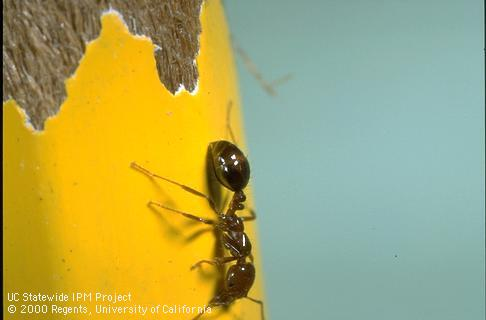 UC Statewide IPM Project
© 2000 Regents, University of California